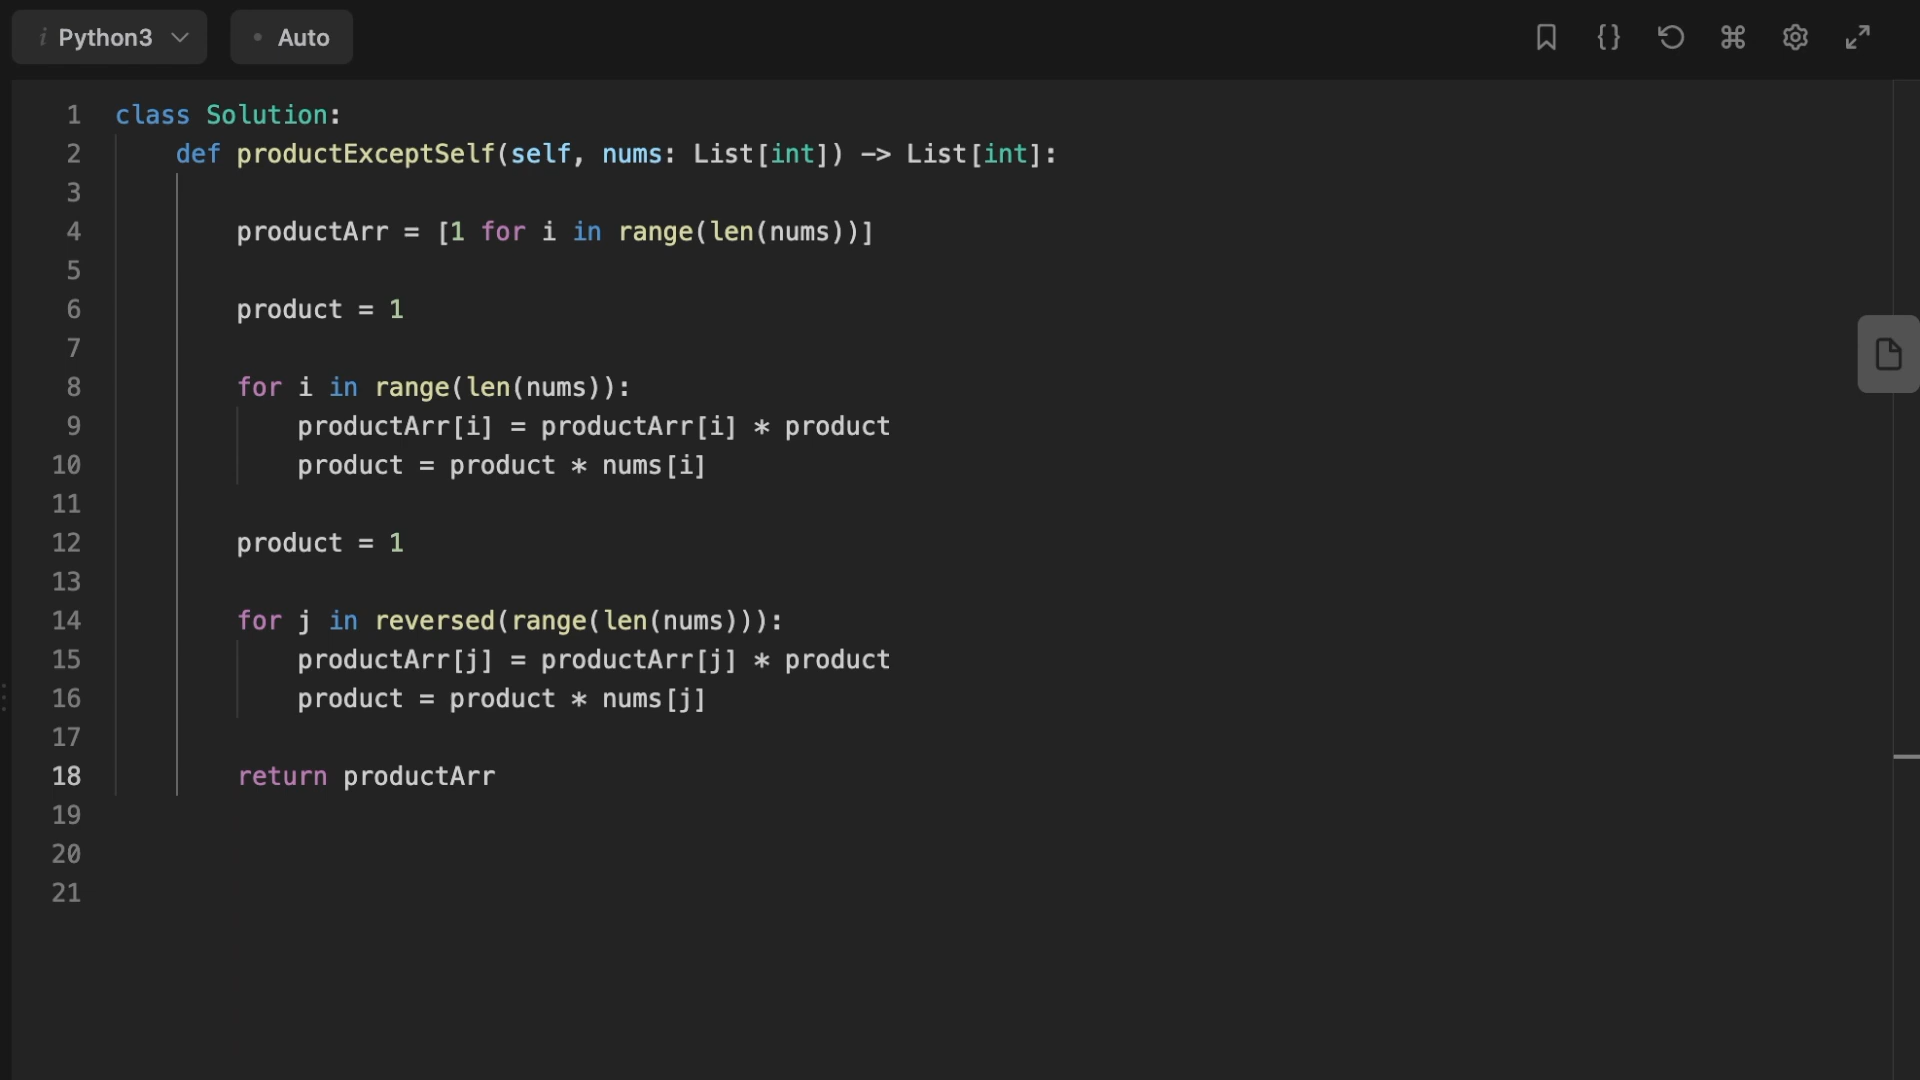 i Python3
• Auto
1 class Solution:
2     def productExceptSelf(self, nums: List[int]) -> List[int]:
3
4         productArr = [1 for i in range(len(nums))]
5
6         product = 1
7
8         for i in range(len(nums)):
9             productArr[i] = productArr[i] * product
10             product = product * nums[i]
11
12         product = 1
13
14         for j in reversed(range(len(nums))):
15             productArr[j] = productArr[j] * product
16             product = product * nums[j]
17
18         return productArr
19
20
21